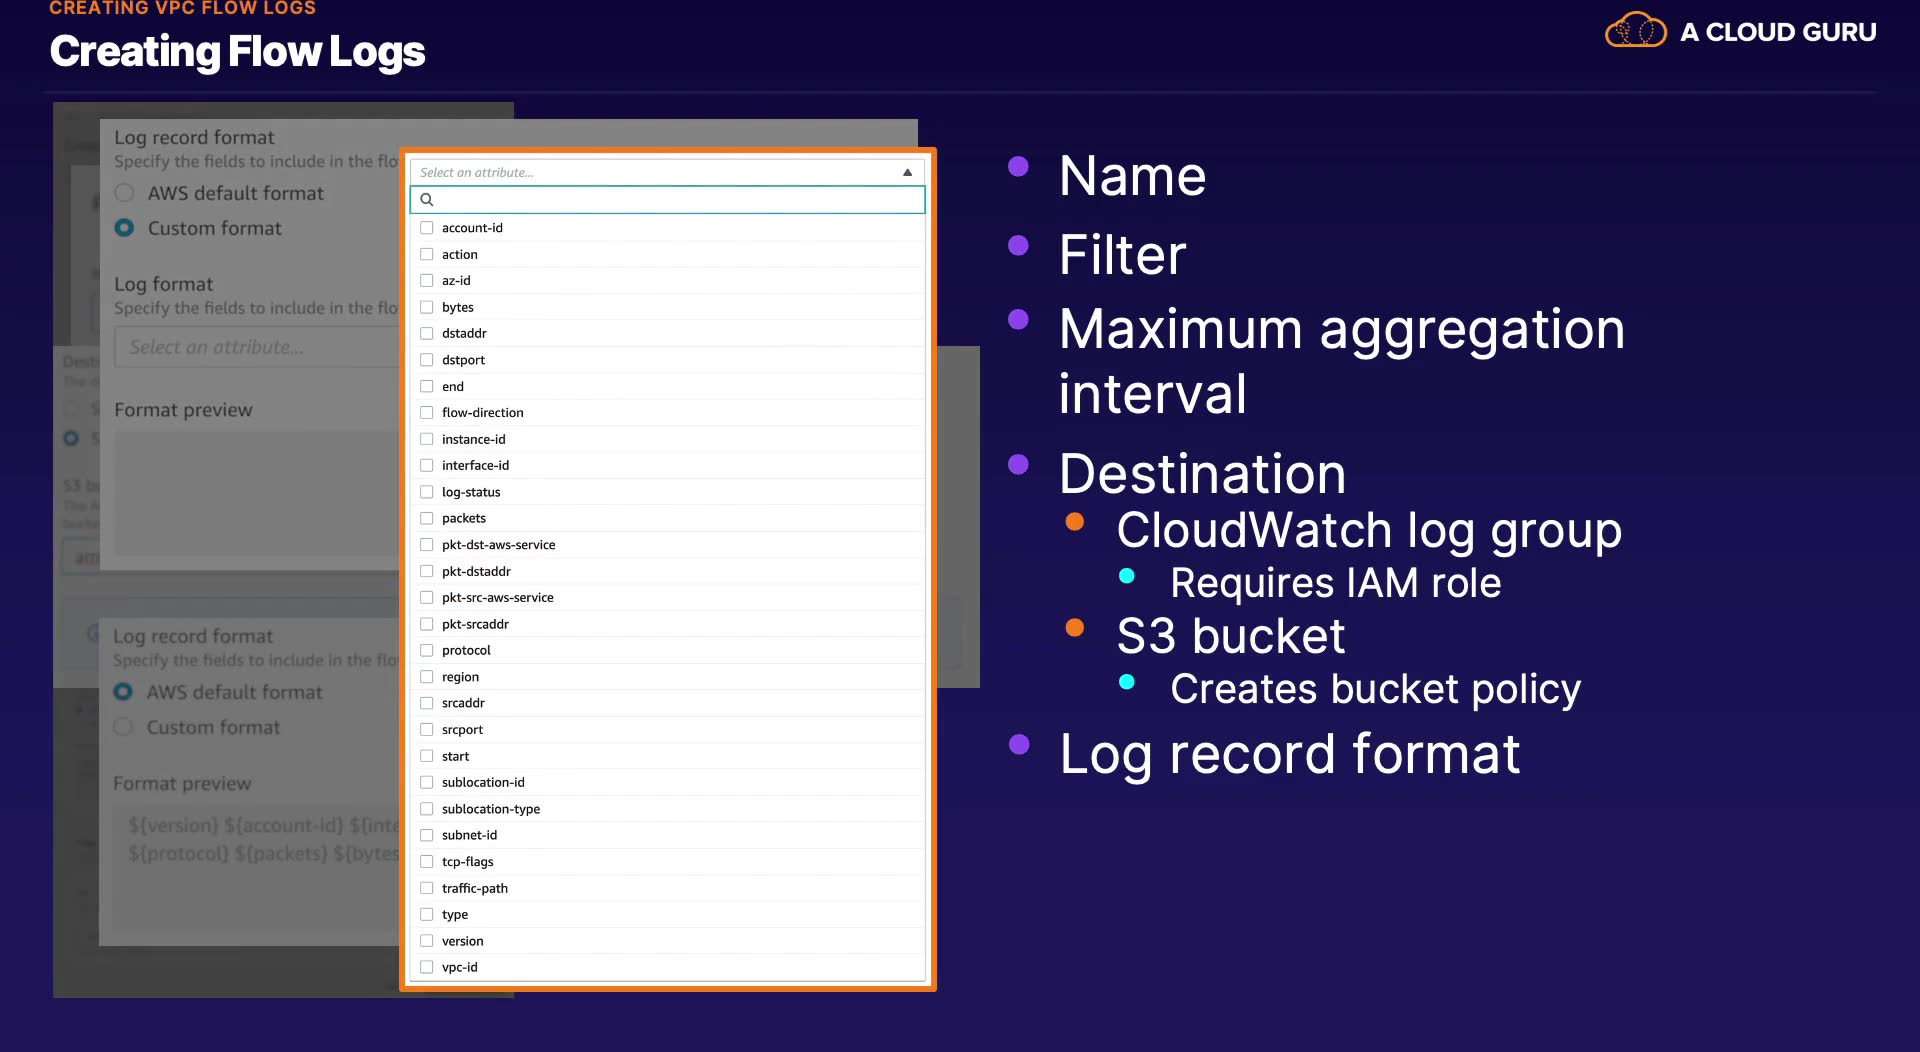 CREATING VPC FLOW LOGS
Creating Flow Logs
A CLOUD GURU
Log record format
Specify the fields to include in the flo
AWS default format
Custom format
Log format
Specify the fields to include in the flo
Select an attribute...
Format preview
Log record format
Specify the fields to include in the flo
AWS default format
Custom format
Format preview
${version} ${account-id} ${inte
${protocol} ${packets} ${bytes
Select an attribute...
account-id
action
az-id
bytes
dstaddr
dstport
end
flow-direction
instance-id
interface-id
log-status
packets
pkt-dst-aws-service
pkt-dstaddr
pkt-src-aws-service
pkt-srcaddr
protocol
region
srcaddr
srcport
start
sublocation-id
sublocation-type
subnet-id
tcp-flags
traffic-path
type
version
vpc-id
Name
Filter
Maximum aggregation
interval
Destination
CloudWatch log group
Requires IAM role
S3 bucket
Creates bucket policy
Log record format